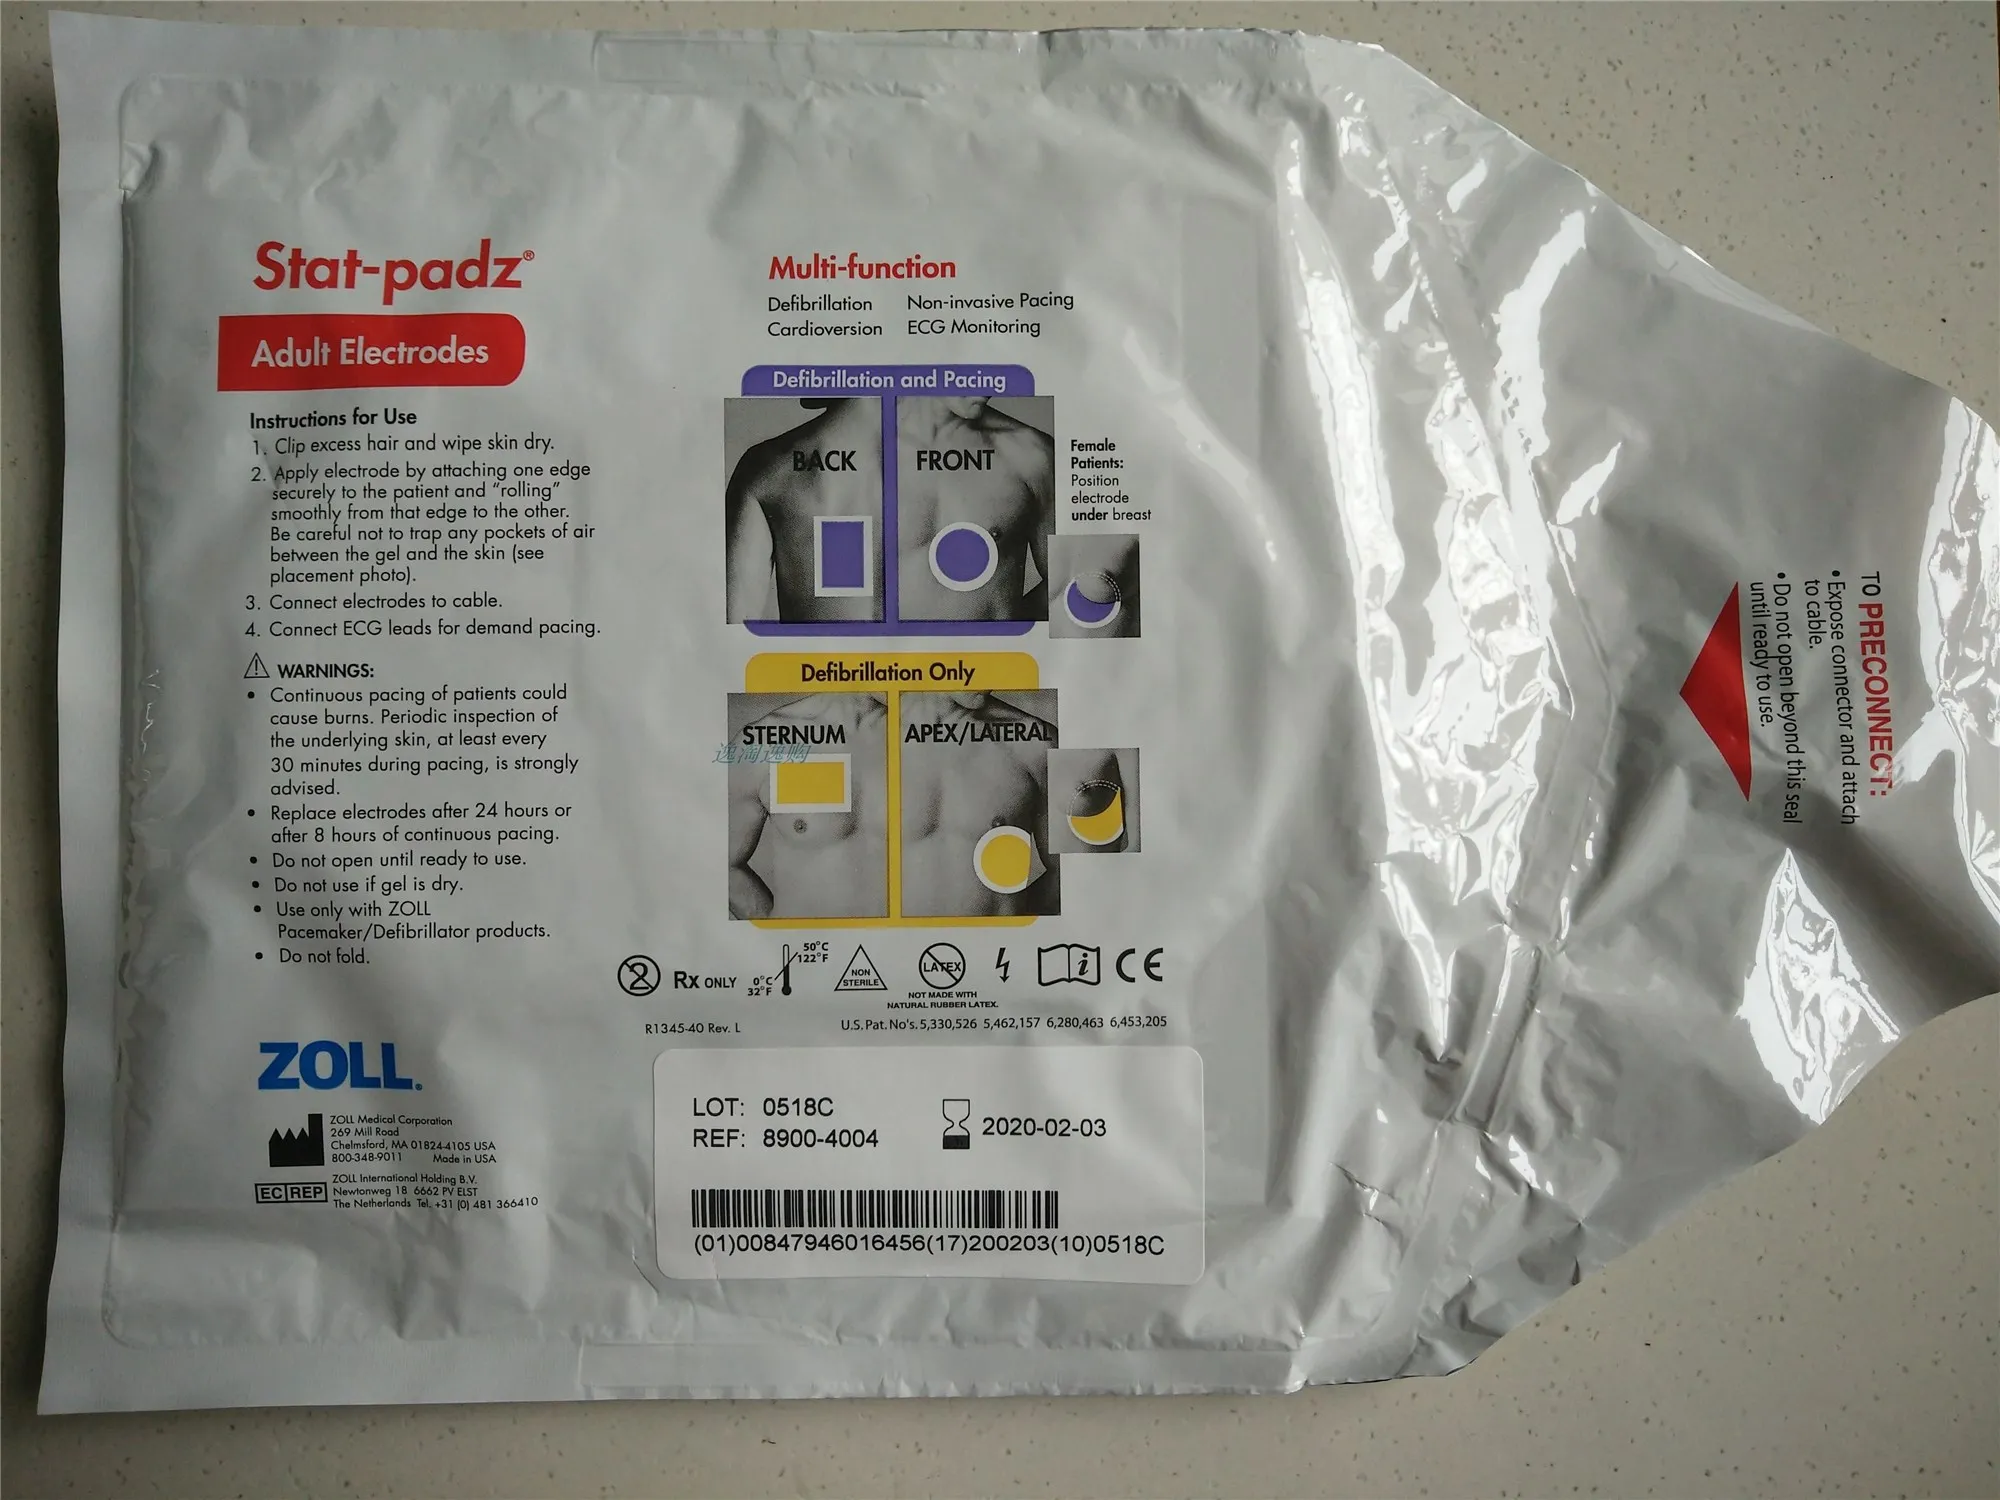 Stat-padz®
Adult Electrodes
Instructions for Use
1. Clip excess hair and wipe skin dry.
2. Apply electrode by attaching one edge
securely to the patient and “rolling”
smoothly from that edge to the other.
Be careful not to trap any pockets of air
between the gel and the skin (see
placement photo).
3. Connect electrodes to cable.
4. Connect ECG leads for demand pacing.
WARNINGS:
• Continuous pacing of patients could
cause burns. Periodic inspection of
the underlying skin, at least every
30 minutes during pacing, is strongly
advised.
• Replace electrodes after 24 hours or
after 8 hours of continuous pacing.
• Do not open until ready to use.
• Do not use if gel is dry.
• Use only with ZOLL
Pacemaker/Defibrillator products.
• Do not fold.
ZOLL®
ZOLL Medical Corporation
269 Mill Road
Chelmsford, MA 01824-4105 USA
800-348-9011 Made in USA
EC REP
ZOLL International Holding B.V.
Newtonweg 18 6662 PV ELST
The Netherlands Tel. +31 (0) 481 366410
Multi-function
Defibrillation Non-invasive Pacing
Cardioversion ECG Monitoring
Defibrillation and Pacing
BACK FRONT
Female
Patients:
Position
electrode
under breast
Defibrillation Only
STERNUM APEX/LATERAL
逸淘逸购
2
Rx ONLY
50°C
122°F
0°C
32°F
NON
STERILE
LATEX
NOT MADE WITH
NATURAL RUBBER LATEX.
i
CE
R1345-40 Rev. L
U.S. Pat. No's. 5,330,526 5,462,157 6,280,463 6,453,205
LOT: 0518C
REF: 8900-4004
2020-02-03
(01)00847946016456(17)200203(10)0518C
TO PRECONNECT:
• Expose connector and attach
to cable.
• Do not open beyond this seal
until ready to use.